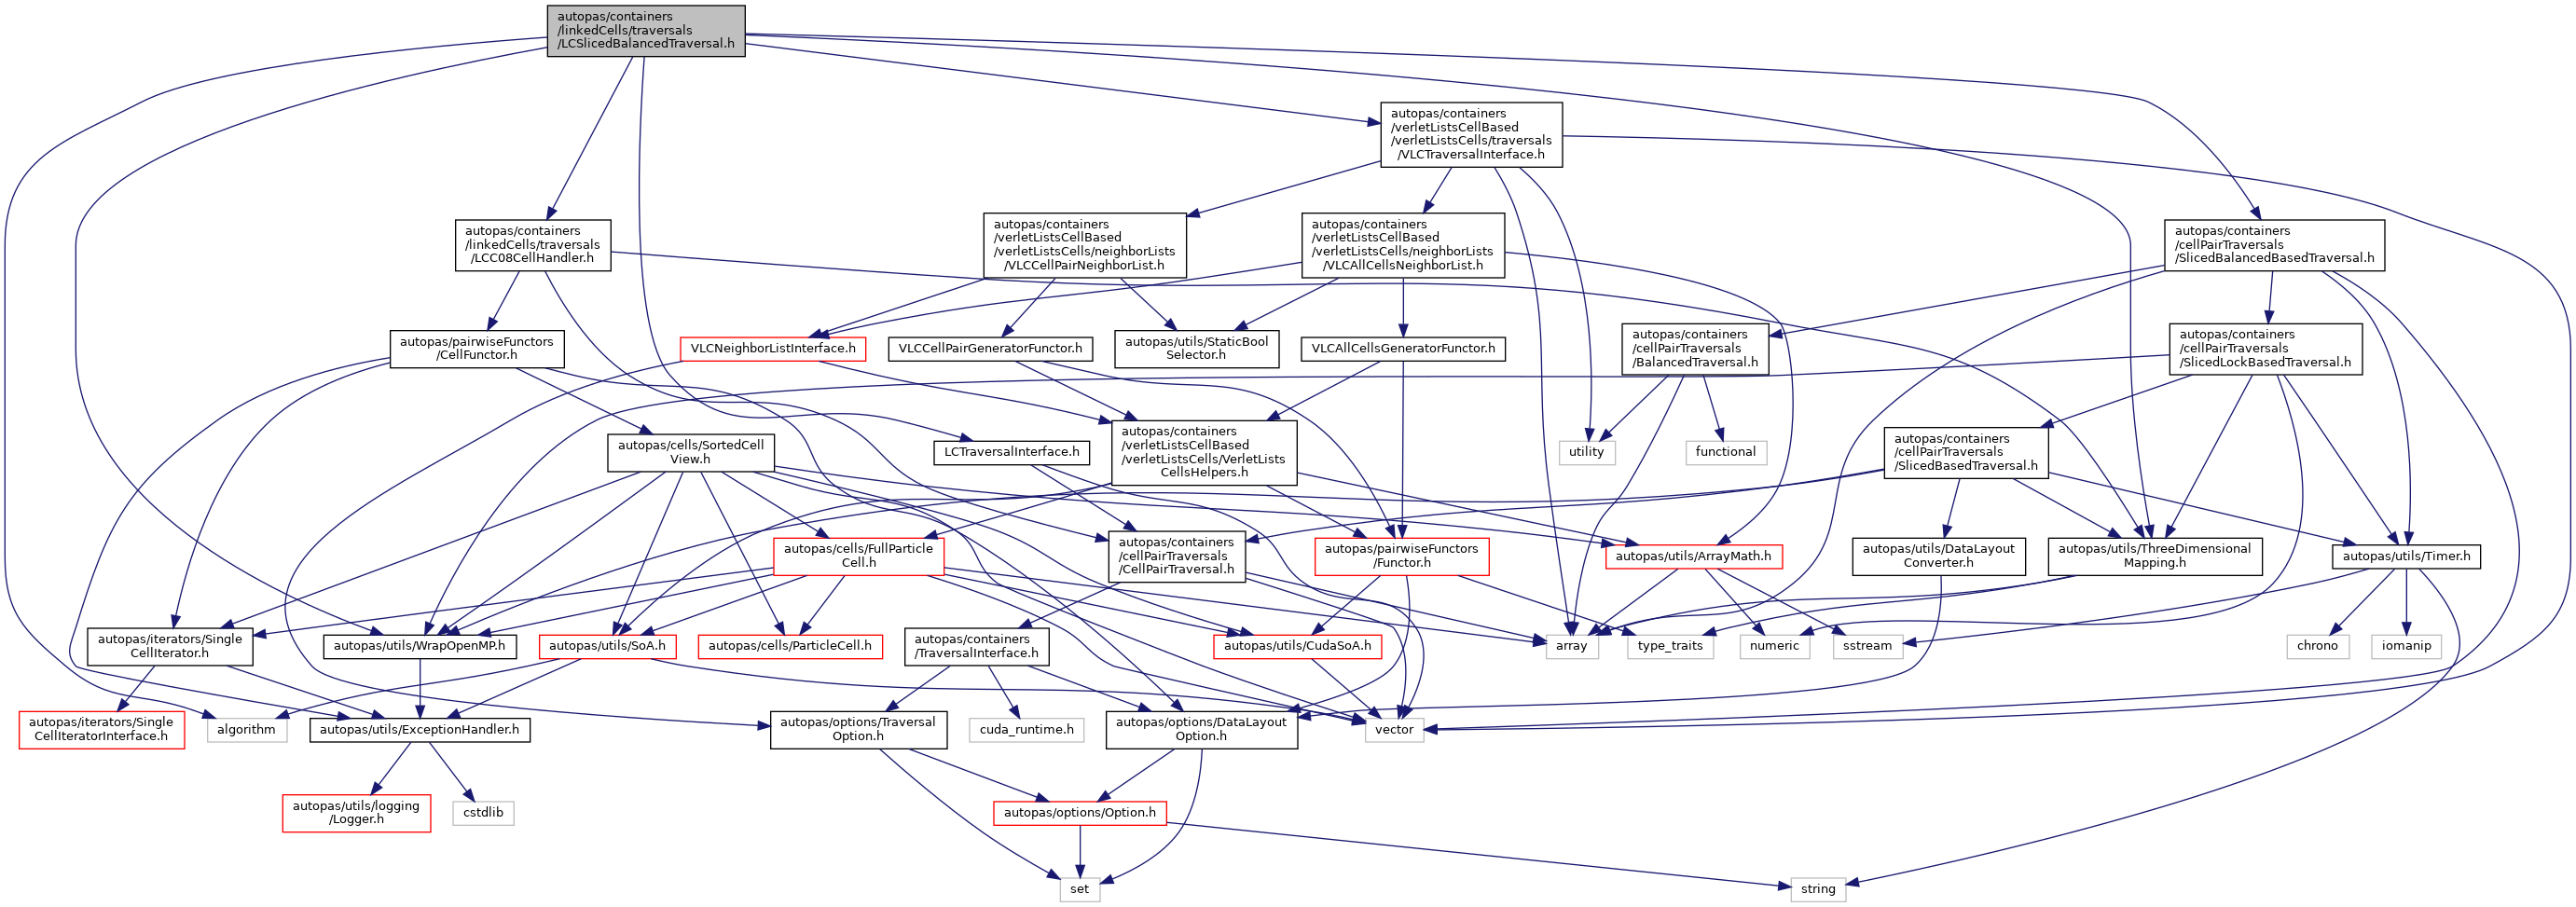 autopas/containers
/linkedCells/traversals
/LCSlicedBalancedTraversal.h
autopas/containers
/verletListsCellBased
/verletListsCells/traversals
/VLCTraversalInterface.h
autopas/containers
/linkedCells/traversals
/LCC08CellHandler.h
autopas/containers
/verletListsCellBased
/verletListsCells/neighborLists
/VLCCellPairNeighborList.h
autopas/containers
/verletListsCellBased
/verletListsCells/neighborLists
/VLCAllCellsNeighborList.h
autopas/containers
/cellPairTraversals
/SlicedBalancedBasedTraversal.h
autopas/pairwiseFunctors
/CellFunctor.h
VLCNeighborListInterface.h
VLCCellPairGeneratorFunctor.h
autopas/utils/StaticBool
Selector.h
VLCAllCellsGeneratorFunctor.h
autopas/containers
/cellPairTraversals
/BalancedTraversal.h
autopas/containers
/cellPairTraversals
/SlicedLockBasedTraversal.h
autopas/cells/SortedCell
View.h
LCTraversalInterface.h
autopas/containers
/verletListsCellBased
/verletListsCells/VerletLists
CellsHelpers.h
utility
functional
autopas/containers
/cellPairTraversals
/SlicedBasedTraversal.h
autopas/cells/FullParticle
Cell.h
autopas/containers
/cellPairTraversals
/CellPairTraversal.h
autopas/pairwiseFunctors
/Functor.h
autopas/utils/ArrayMath.h
autopas/utils/DataLayout
Converter.h
autopas/utils/ThreeDimensional
Mapping.h
autopas/utils/Timer.h
autopas/iterators/Single
CellIterator.h
autopas/utils/WrapOpenMP.h
autopas/utils/SoA.h
autopas/cells/ParticleCell.h
autopas/containers
/TraversalInterface.h
autopas/utils/CudaSoA.h
array
type_traits
numeric
sstream
chrono
iomanip
autopas/iterators/Single
CellIteratorInterface.h
algorithm
autopas/utils/ExceptionHandler.h
autopas/options/Traversal
Option.h
cuda_runtime.h
autopas/options/DataLayout
Option.h
vector
autopas/utils/logging
/Logger.h
cstdlib
autopas/options/Option.h
set
string